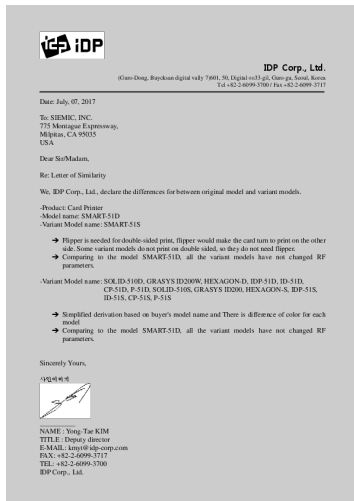 iDP
IDP Corp., Ltd.
(Guro-Dong, Buycksan digital vally 7)601, 50, Digital-ro33-gil, Guro-gu, Seoul, Korea
Tel +82-2-6099-3700 / Fax +82-2-6099-3717
Date: July, 07, 2017
To: SIEMIC, INC.
775 Montague Expressway,
Milpitas, CA 95035
USA
Dear Sir/Madam,
Re: Letter of Similarity
We, IDP Corp., Ltd., declare the differences for between original model and variant models.
-Product: Card Printer
-Model name: SMART-51D
-Variant Model name: SMART-51S
➔ Flipper is needed for double-sided print, flipper would make the card turn to print on the other
side. Some variant models do not print on double sided, so they do not need flipper.
➔ Comparing to the model SMART-51D, all the variant models have not changed RF
parameters.
-Variant Model name: SOLID-510D, GRASYS ID200W, HEXAGON-D, IDP-51D, ID-51D,
CP-51D, P-51D, SOLID-510S, GRASYS ID200, HEXAGON-S, IDP-51S,
ID-51S, CP-51S, P-51S
➔ Simplified derivation based on buyer's model name and There is difference of color for each
model
➔ Comparing to the model SMART-51D, all the variant models have not changed RF
parameters.
Sincerely Yours,
NAME : Yong-Tae KIM
TITLE : Deputy director
E-MAIL: kmyt@idp-corp.com
FAX: +82-2-6099-3717
TEL: +82-2-6099-3700
IDP Corp., Ltd.